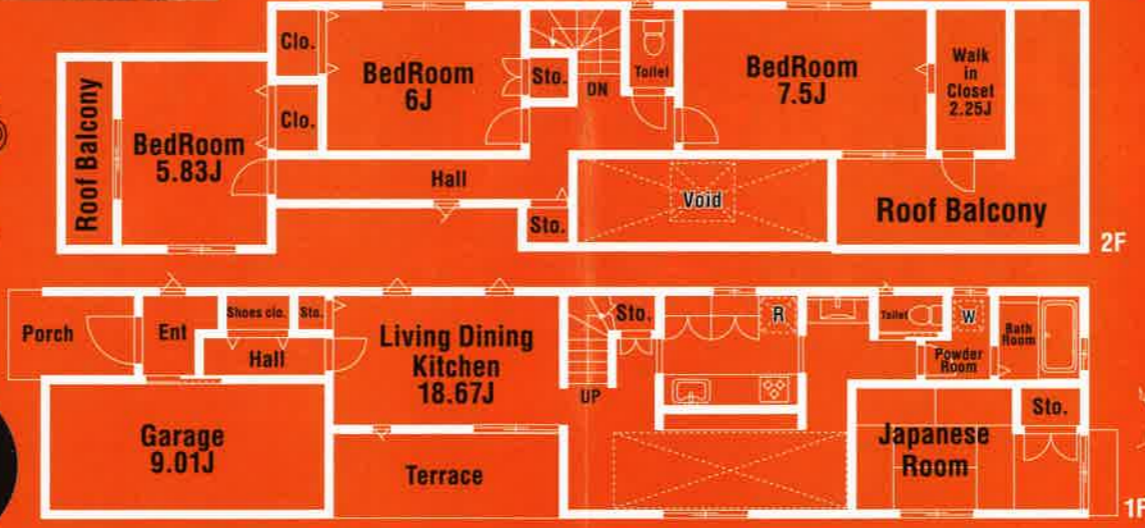 Clo.
BedRoom
6J
Sto.
DN
Toilet
BedRoom
7.5J
Walk
in
Closet
2.25J
Roof Balcony
BedRoom
5.83J
Clo.
Hall
Sto.
Void
Roof Balcony
2F
Porch
Ent
Shoes clo.
Sto.
Hall
Living Dining
Kitchen
18.67J
Sto.
UP
R
Toilet
W
Powder
Room
Bath
Room
Garage
9.01J
Terrace
Japanese
Room
Sto.
1F